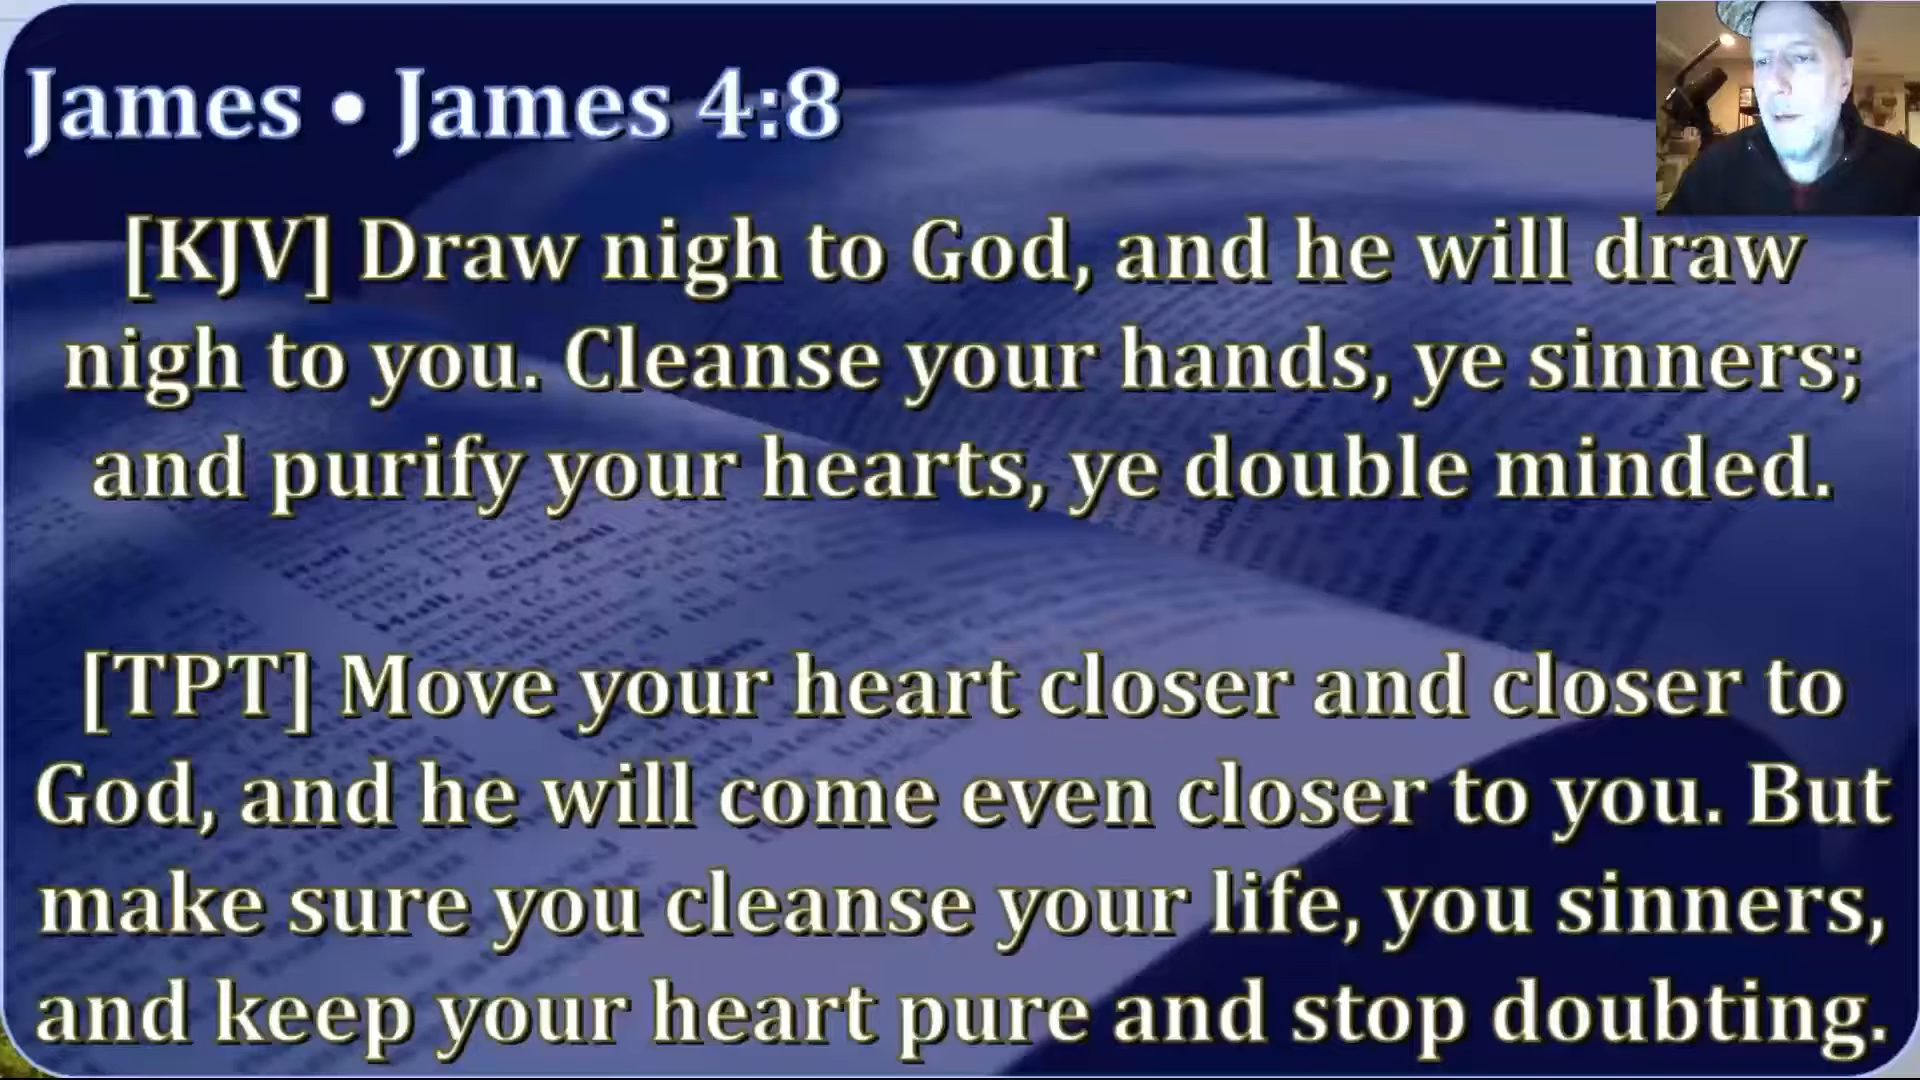 James • James 4:8
[KJV] Draw nigh to God, and he will draw
nigh to you. Cleanse your hands, ye sinners;
and purify your hearts, ye double minded.
[TPT] Move your heart closer and closer to
God, and he will come even closer to you. But
make sure you cleanse your life, you sinners,
and keep your heart pure and stop doubting.